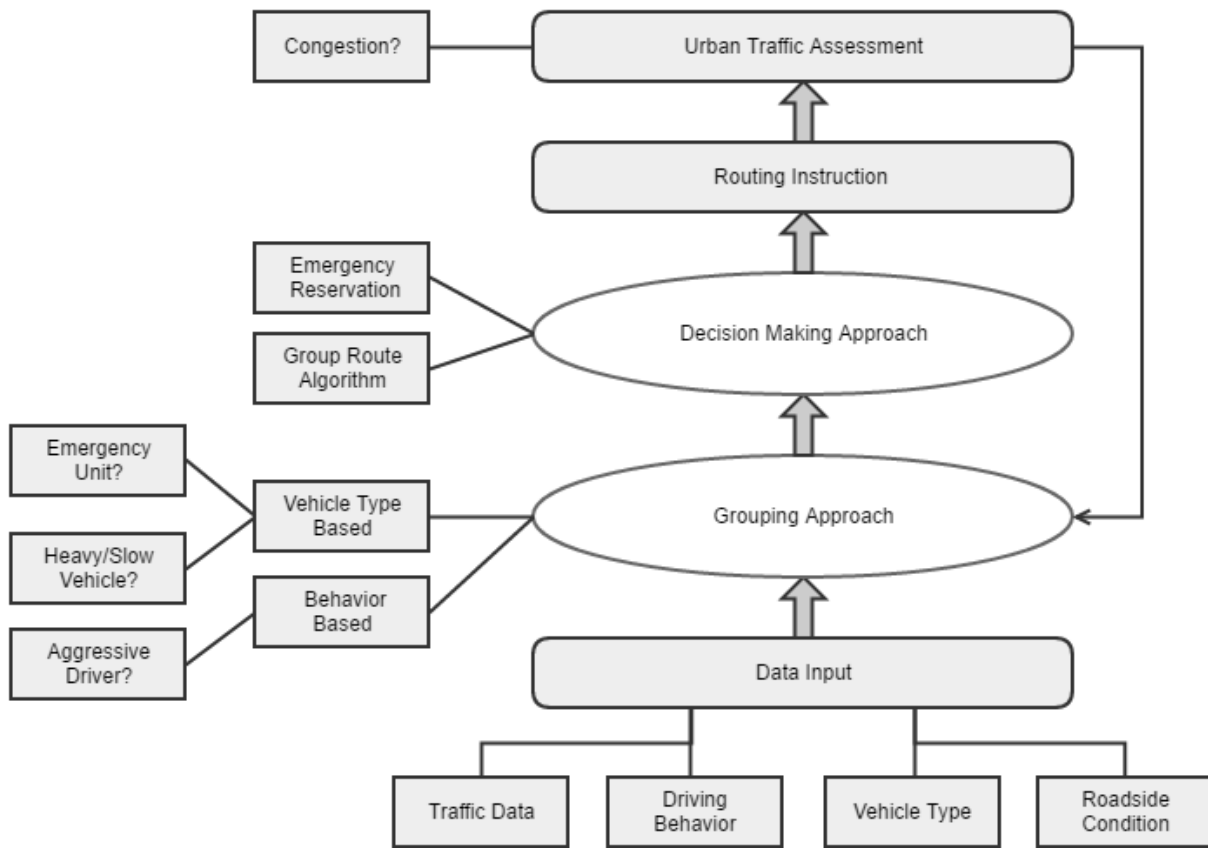 Congestion?
Urban Traffic Assessment
Routing Instruction
Emergency
Reservation
Group Route
Algorithm
Decision Making Approach
Emergency
Unit?
Heavy/Slow
Vehicle?
Aggressive
Driver?
Vehicle Type
Based
Behavior
Based
Grouping Approach
Data Input
Traffic Data
Driving
Behavior
Vehicle Type
Roadside
Condition